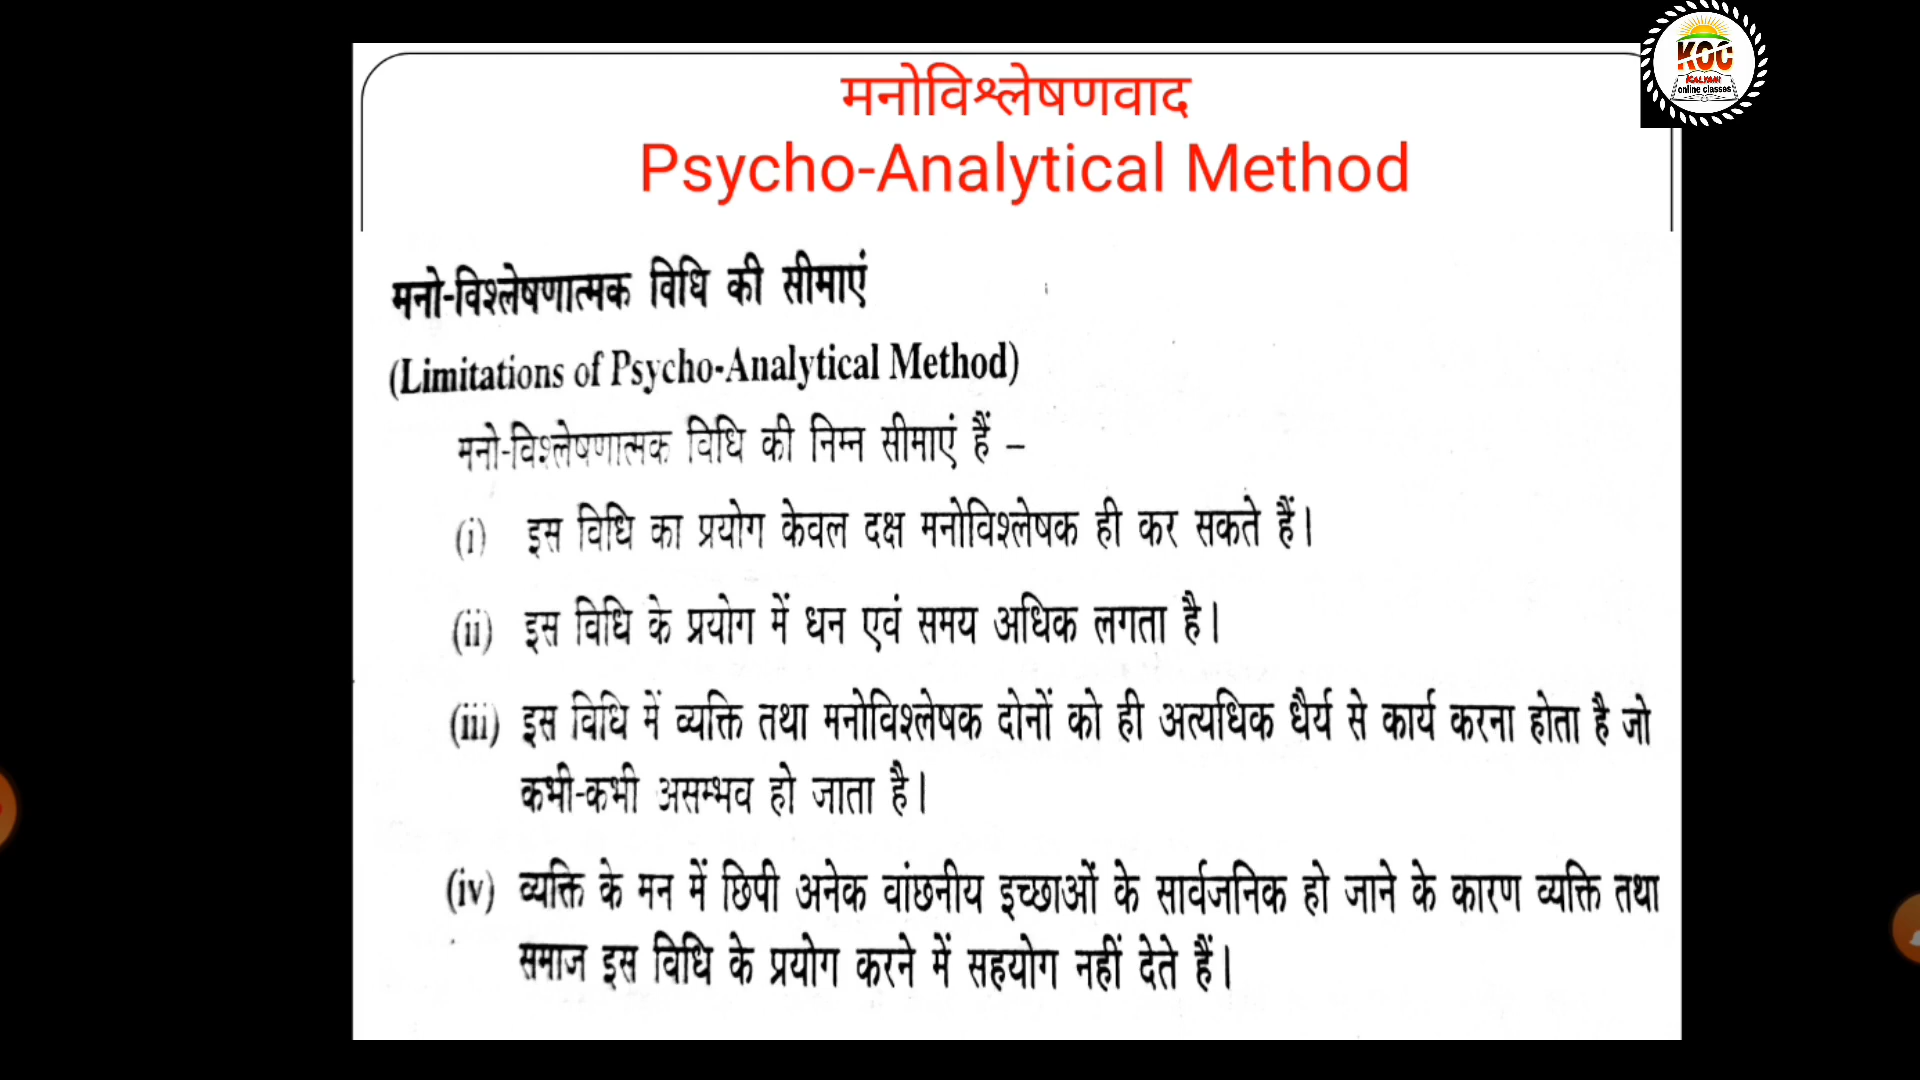 KOC
KALYANI
online classes
मनोविश्लेषणवाद
Psycho-Analytical Method
मनो-विश्लेषणात्मक विधि की सीमाएं
(Limitations of Psycho-Analytical Method)
मनो-विश्लेषणात्मक विधि की निम्न सीमाएं हैं –
(i) इस विधि का प्रयोग केवल दक्ष मनोविश्लेषक ही कर सकते हैं।
(ii) इस विधि के प्रयोग में धन एवं समय अधिक लगता है।
(iii) इस विधि में व्यक्ति तथा मनोविश्लेषक दोनों को ही अत्यधिक धैर्य से कार्य करना होता है जो
कभी-कभी असम्भव हो जाता है।
(iv) व्यक्ति के मन में छिपी अनेक वांछनीय इच्छाओं के सार्वजनिक हो जाने के कारण व्यक्ति तथा
समाज इस विधि के प्रयोग करने में सहयोग नहीं देते हैं।